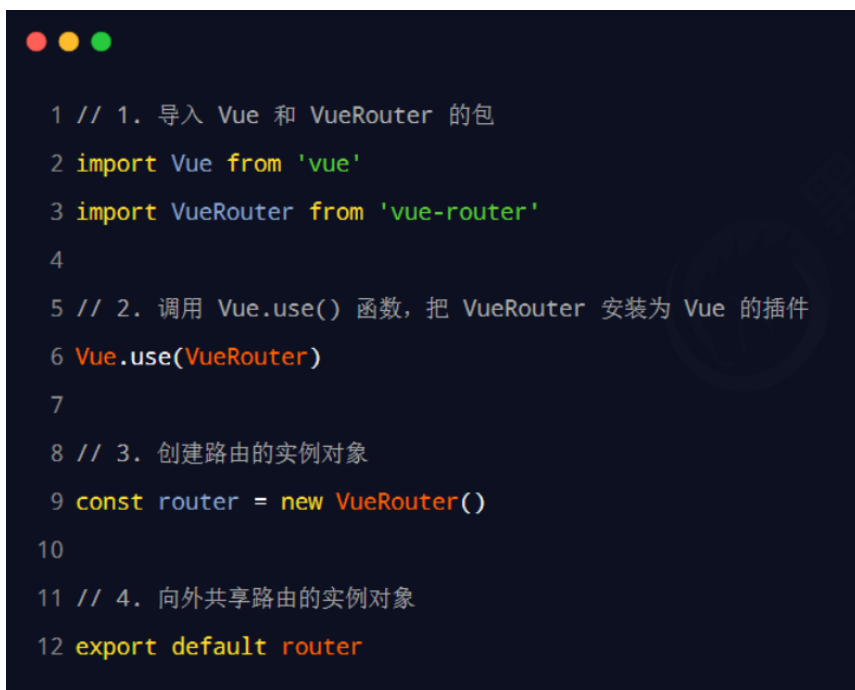 1 // 1. 导入 Vue 和 VueRouter 的包
2 import Vue from 'vue'
3 import VueRouter from 'vue-router'
4
5 // 2. 调用 Vue.use() 函数，把 VueRouter 安装为 Vue 的插件
6 Vue.use(VueRouter)
7
8 // 3. 创建路由的实例对象
9 const router = new VueRouter()
10
11 // 4. 向外共享路由的实例对象
12 export default router